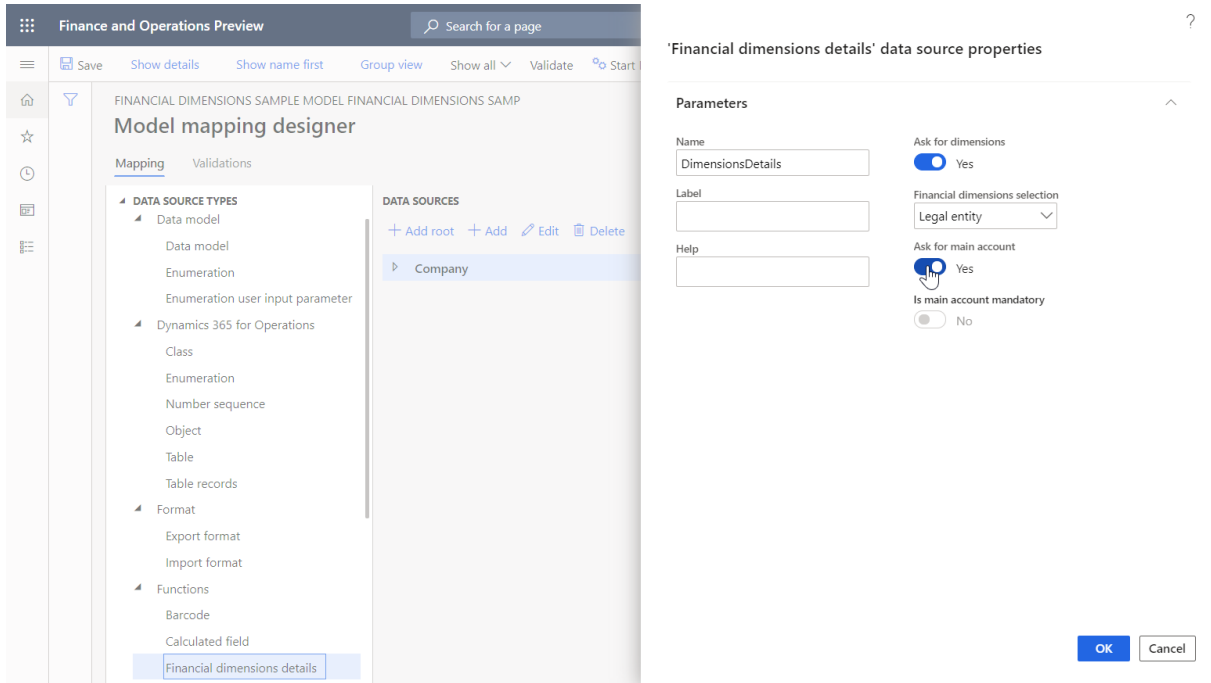 Finance and Operations Preview
Search for a page
?
'Financial dimensions details' data source properties
Save
Show details
Show name first
Group view
Show all
Validate
Start
FINANCIAL DIMENSIONS SAMPLE MODEL FINANCIAL DIMENSIONS SAMP
Model mapping designer
Mapping
Validations
DATA SOURCE TYPES
Data model
Data model
Enumeration
Enumeration user input parameter
Dynamics 365 for Operations
Class
Enumeration
Number sequence
Object
Table
Table records
Format
Export format
Import format
Functions
Barcode
Calculated field
Financial dimensions details
DATA SOURCES
Add root
Add
Edit
Delete
Company
Parameters
Name
DimensionsDetails
Label
Help
Ask for dimensions
Yes
Financial dimensions selection
Legal entity
Ask for main account
Yes
Is main account mandatory
No
OK
Cancel